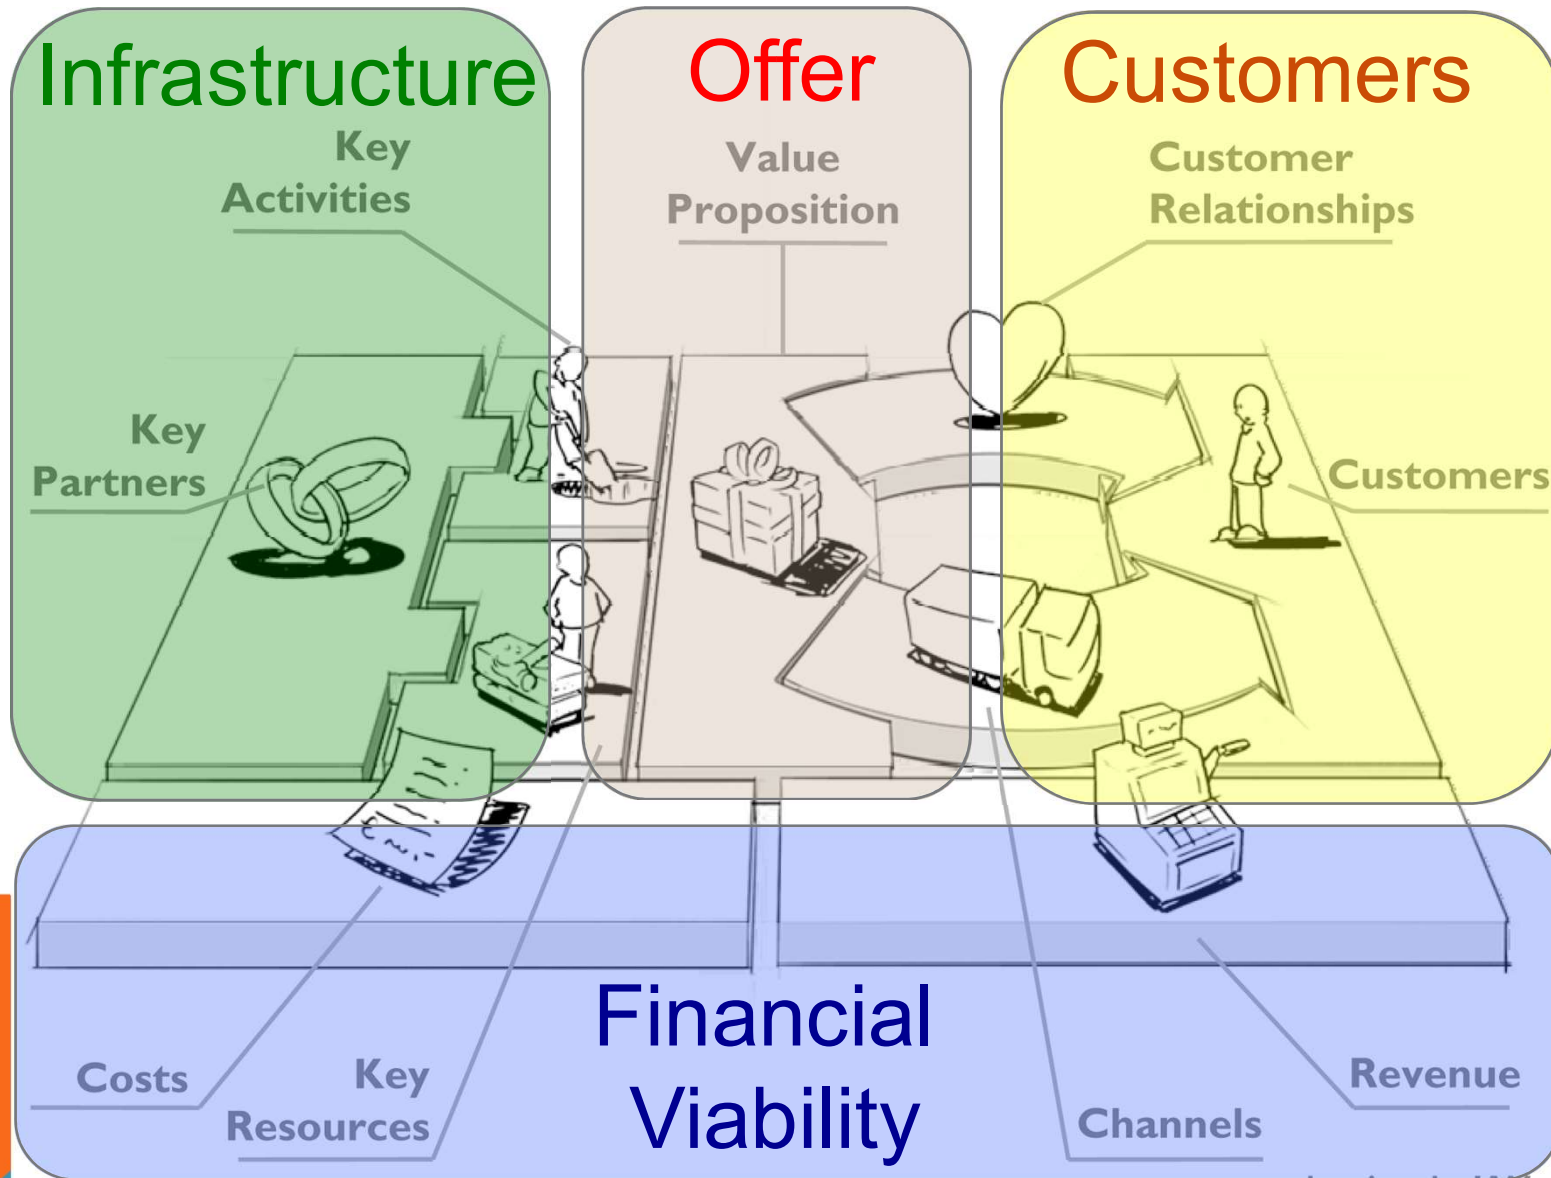 Infrastructure
Offer
Customers
Key
Activities
Value
Proposition
Customer
Relationships
Key
Partners
Customers
Financial
Viability
Costs
Key
Resources
Channels
Revenue